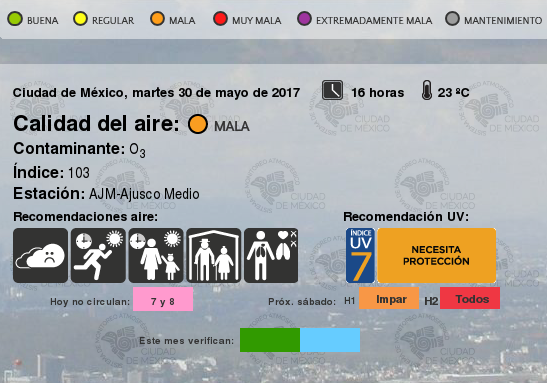 BUENA REGULAR MALA MUY MALA EXTREMADAMENTE MALA MANTENIMIENTO
Ciudad de México, martes 30 de mayo de 2017 16 horas 23 ºC
Calidad del aire: MALA
Contaminante: O3
Índice: 103
Estación: AJM-Ajusco Medio
Recomendaciones aire: Recomendación UV:
ÍNDICE
UV
7
NECESITA
PROTECCIÓN
Hoy no circulan: 7 y 8 Próx. sábado: H1 Impar H2 Todos
Este mes verifican:
CIUDAD
DE MÉXICO